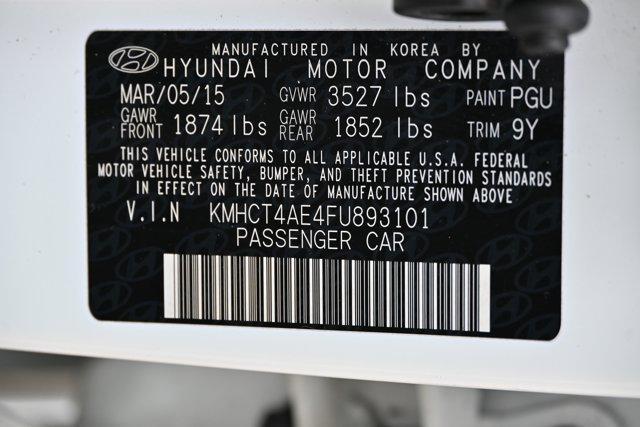 MANUFACTURED IN KOREA BY
HYUNDAI MOTOR COMPANY
MAR/05/15 GVWR 3527 lbs PAINT PGU
GAWR FRONT 1874 lbs GAWR REAR 1852 lbs TRIM 9Y
THIS VEHICLE CONFORMS TO ALL APPLICABLE U.S.A. FEDERAL
MOTOR VEHICLE SAFETY, BUMPER, AND THEFT PREVENTION STANDARDS
IN EFFECT ON THE DATE OF MANUFACTURE SHOWN ABOVE
V.I.N KMHCT4AE4FU893101
PASSENGER CAR